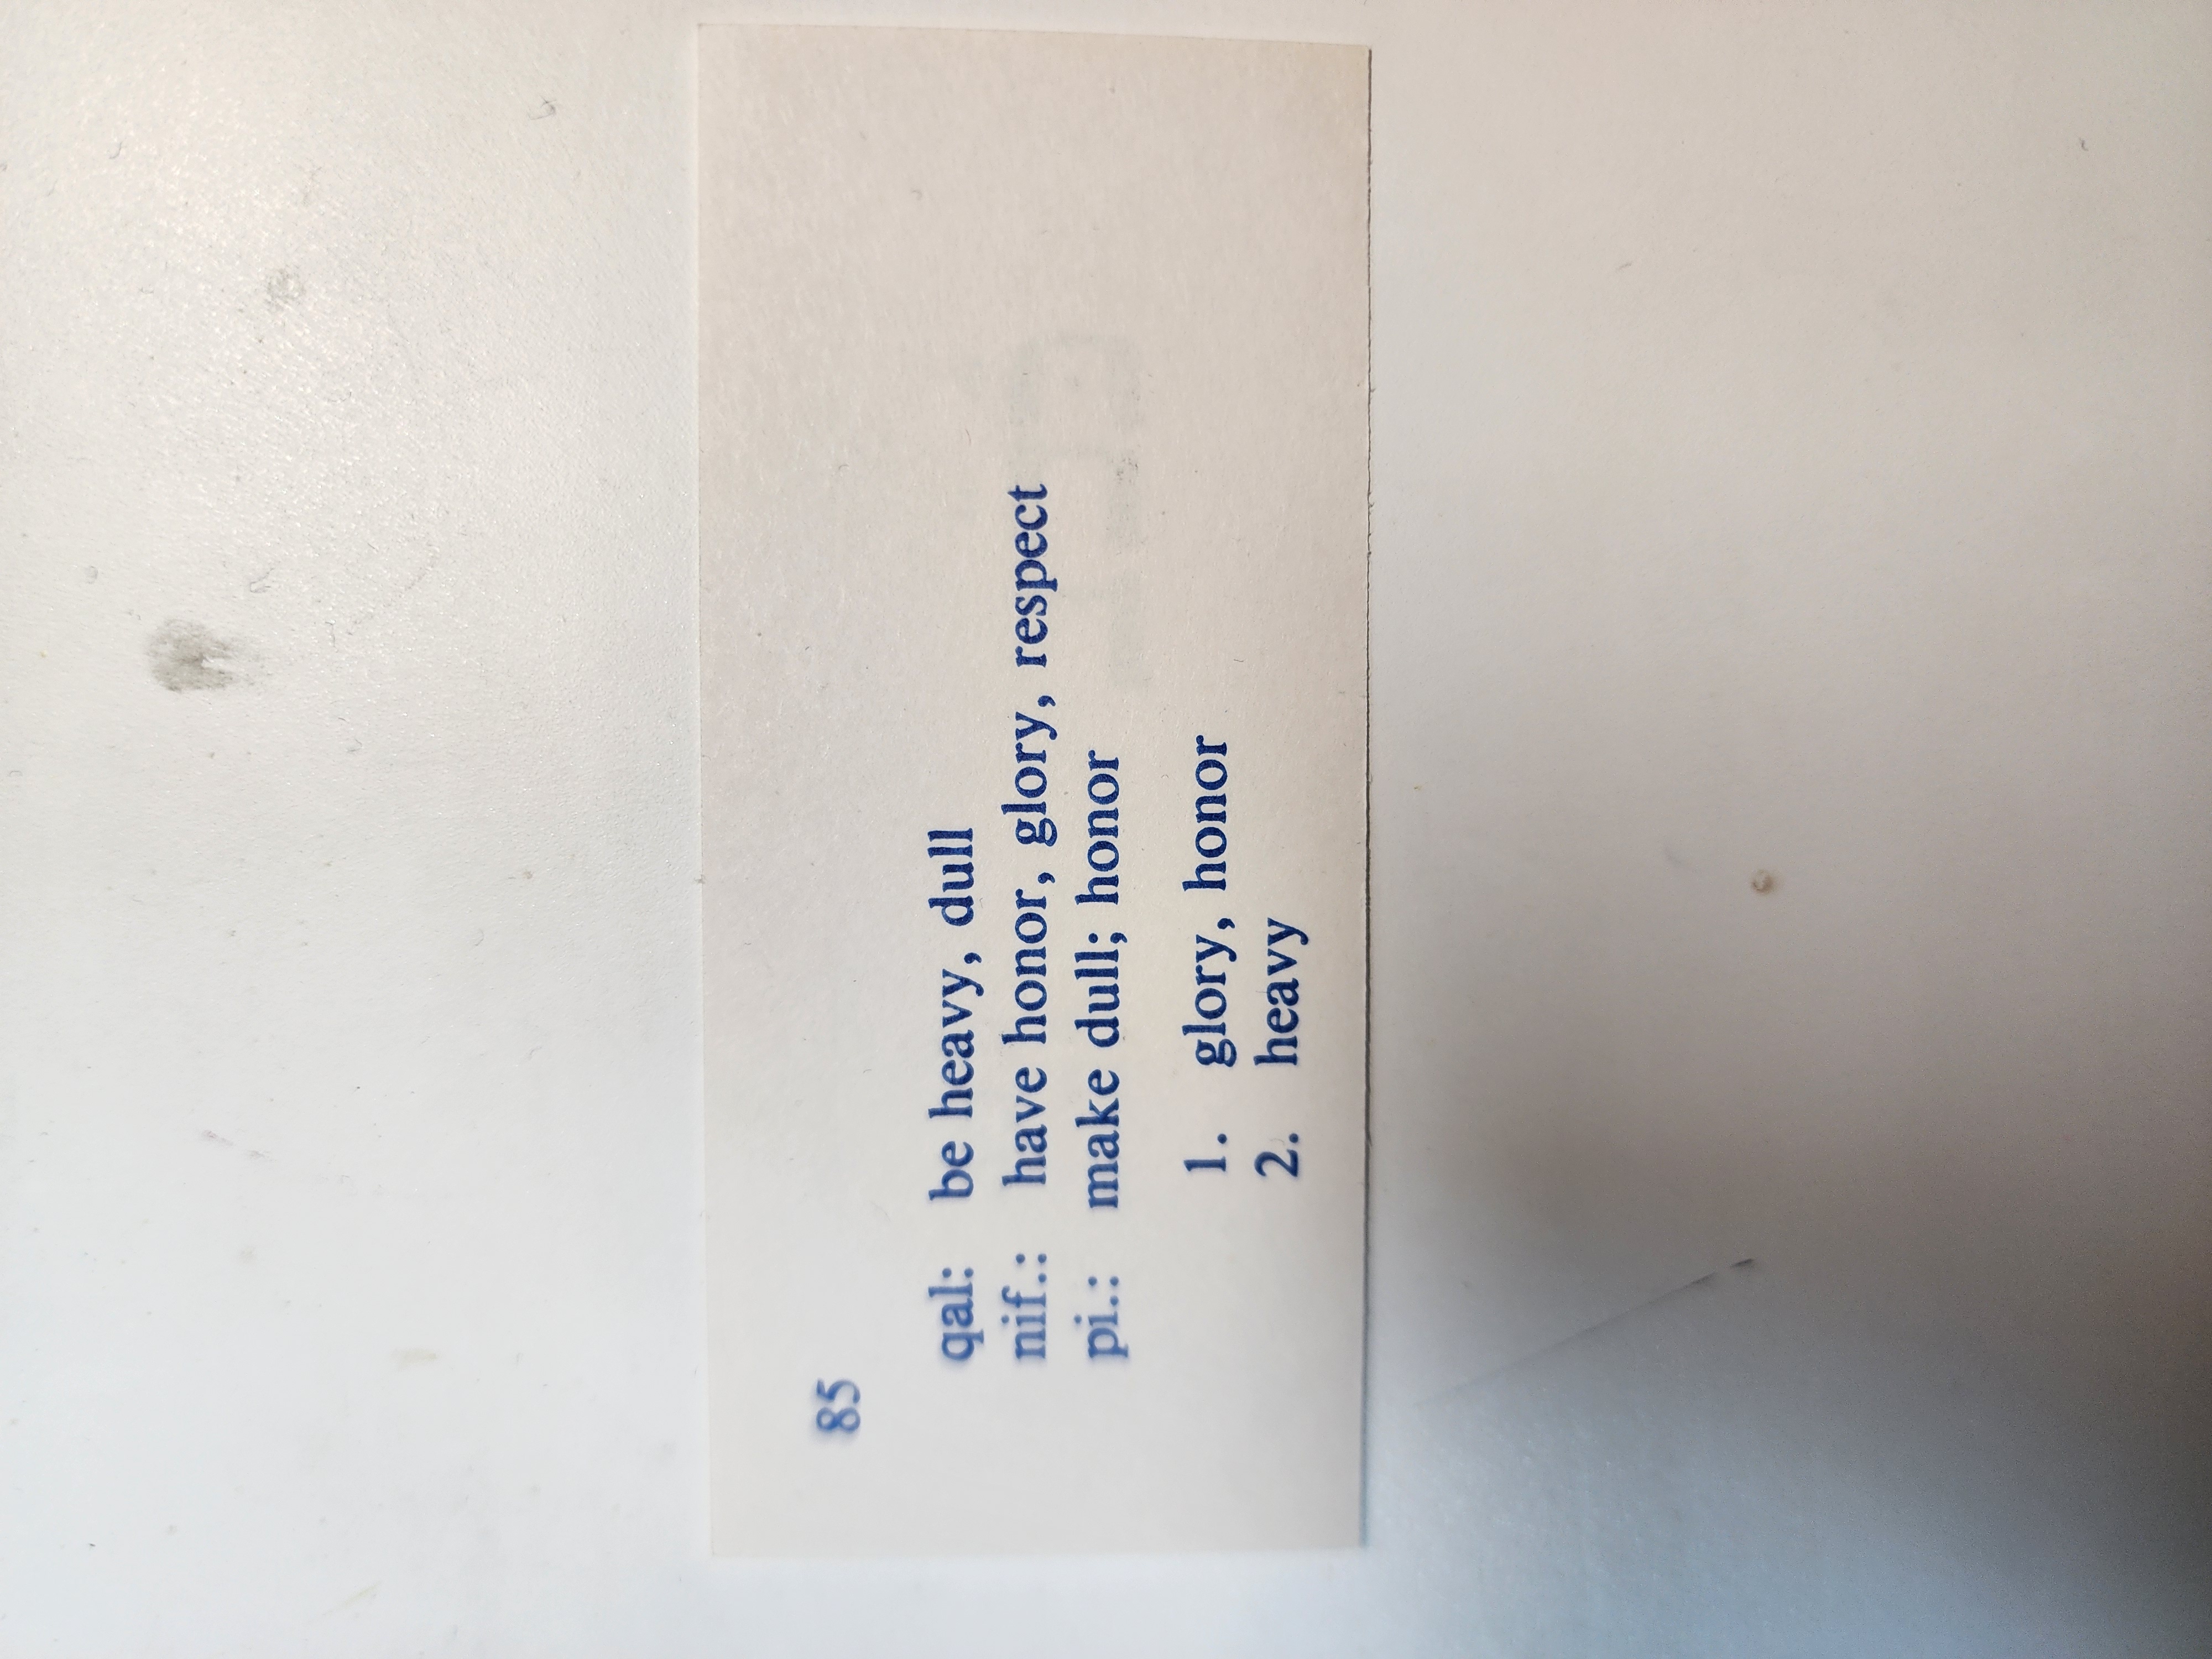 85
qal: be heavy, dull
nif.: have honor, glory, respect
pi.: make dull; honor
1. glory, honor
2. heavy